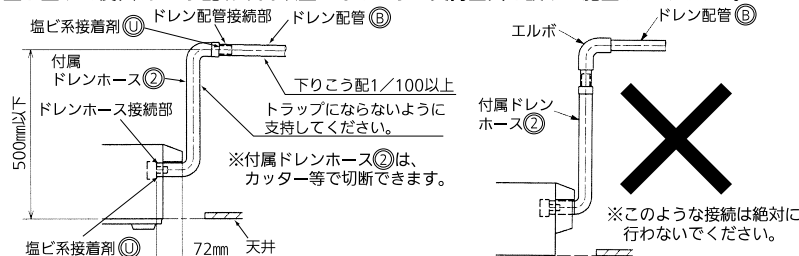 塩ビ系接着剤Ⓤ
ドレン配管接続部
ドレン配管Ⓑ
付属
ドレンホース②
下りこう配1／100以上
ドレンホース接続部
トラップにならないように
支持してください。
500mm以下
※付属ドレンホース②は、
カッター等で切断できます。
塩ビ系接着剤Ⓤ
72mm
天井
エルボ
ドレン配管Ⓑ
付属ドレン
ホース②
※このような接続は絶対に
行わないでください。